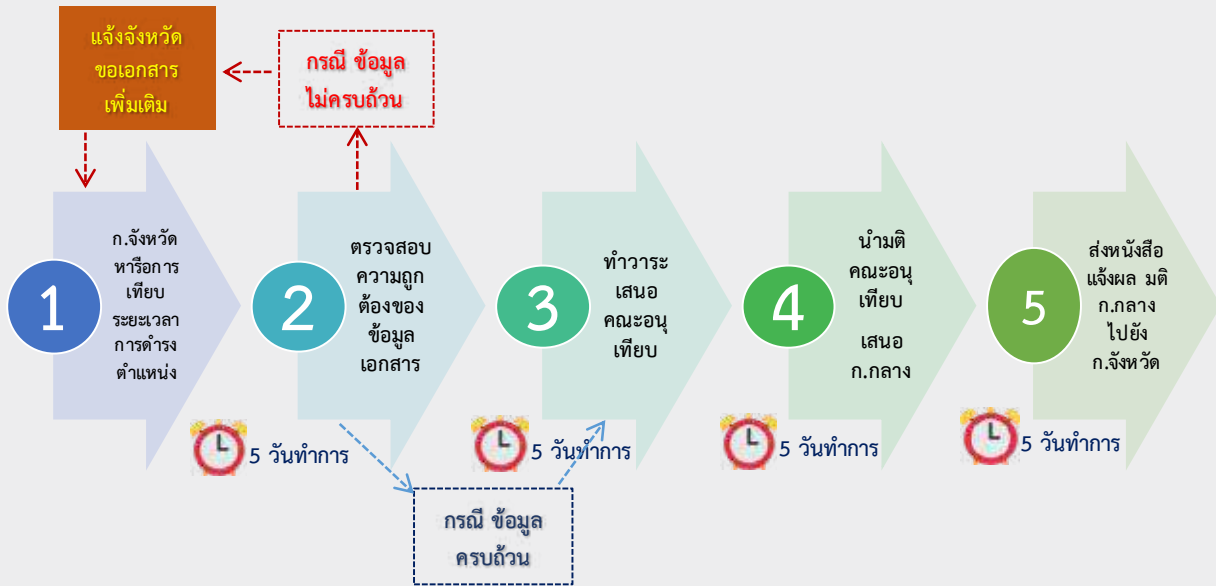 แจ้งจังหวัด
ขอเอกสาร
เพิ่มเติม
กรณี ข้อมูล
ไม่ครบถ้วน
1
ก.จังหวัด
หารือการ
เทียบ
ระยะเวลา
การดำรง
ตำแหน่ง
2
ตรวจสอบ
ความถูก
ต้องของ
ข้อมูล
เอกสาร
3
ทำวาระ
เสนอ
คณะอนุ
เทียบ
4
นำมติ
คณะอนุ
เทียบ
เสนอ
ก.กลาง
5
ส่งหนังสือ
แจ้งผล มติ
ก.กลาง
ไปยัง
ก.จังหวัด
5 วันทำการ
5 วันทำการ
5 วันทำการ
5 วันทำการ
กรณี ข้อมูล
ครบถ้วน